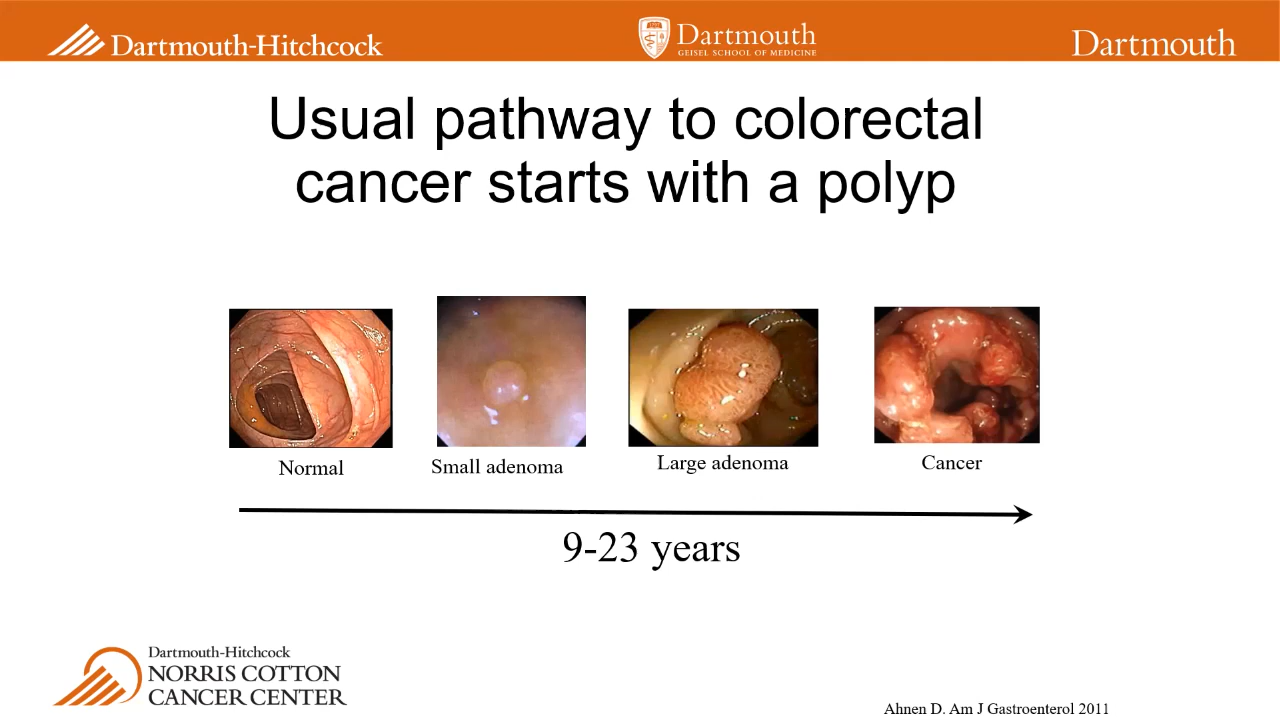 Dartmouth-Hitchcock
Dartmouth
GEISEL SCHOOL OF MEDICINE
Dartmouth
Usual pathway to colorectal
cancer starts with a polyp
Normal
Small adenoma
Large adenoma
Cancer
9-23 years
Dartmouth-Hitchcock
NORRIS COTTON
CANCER CENTER
Ahnen D. Am J Gastroenterol 2011